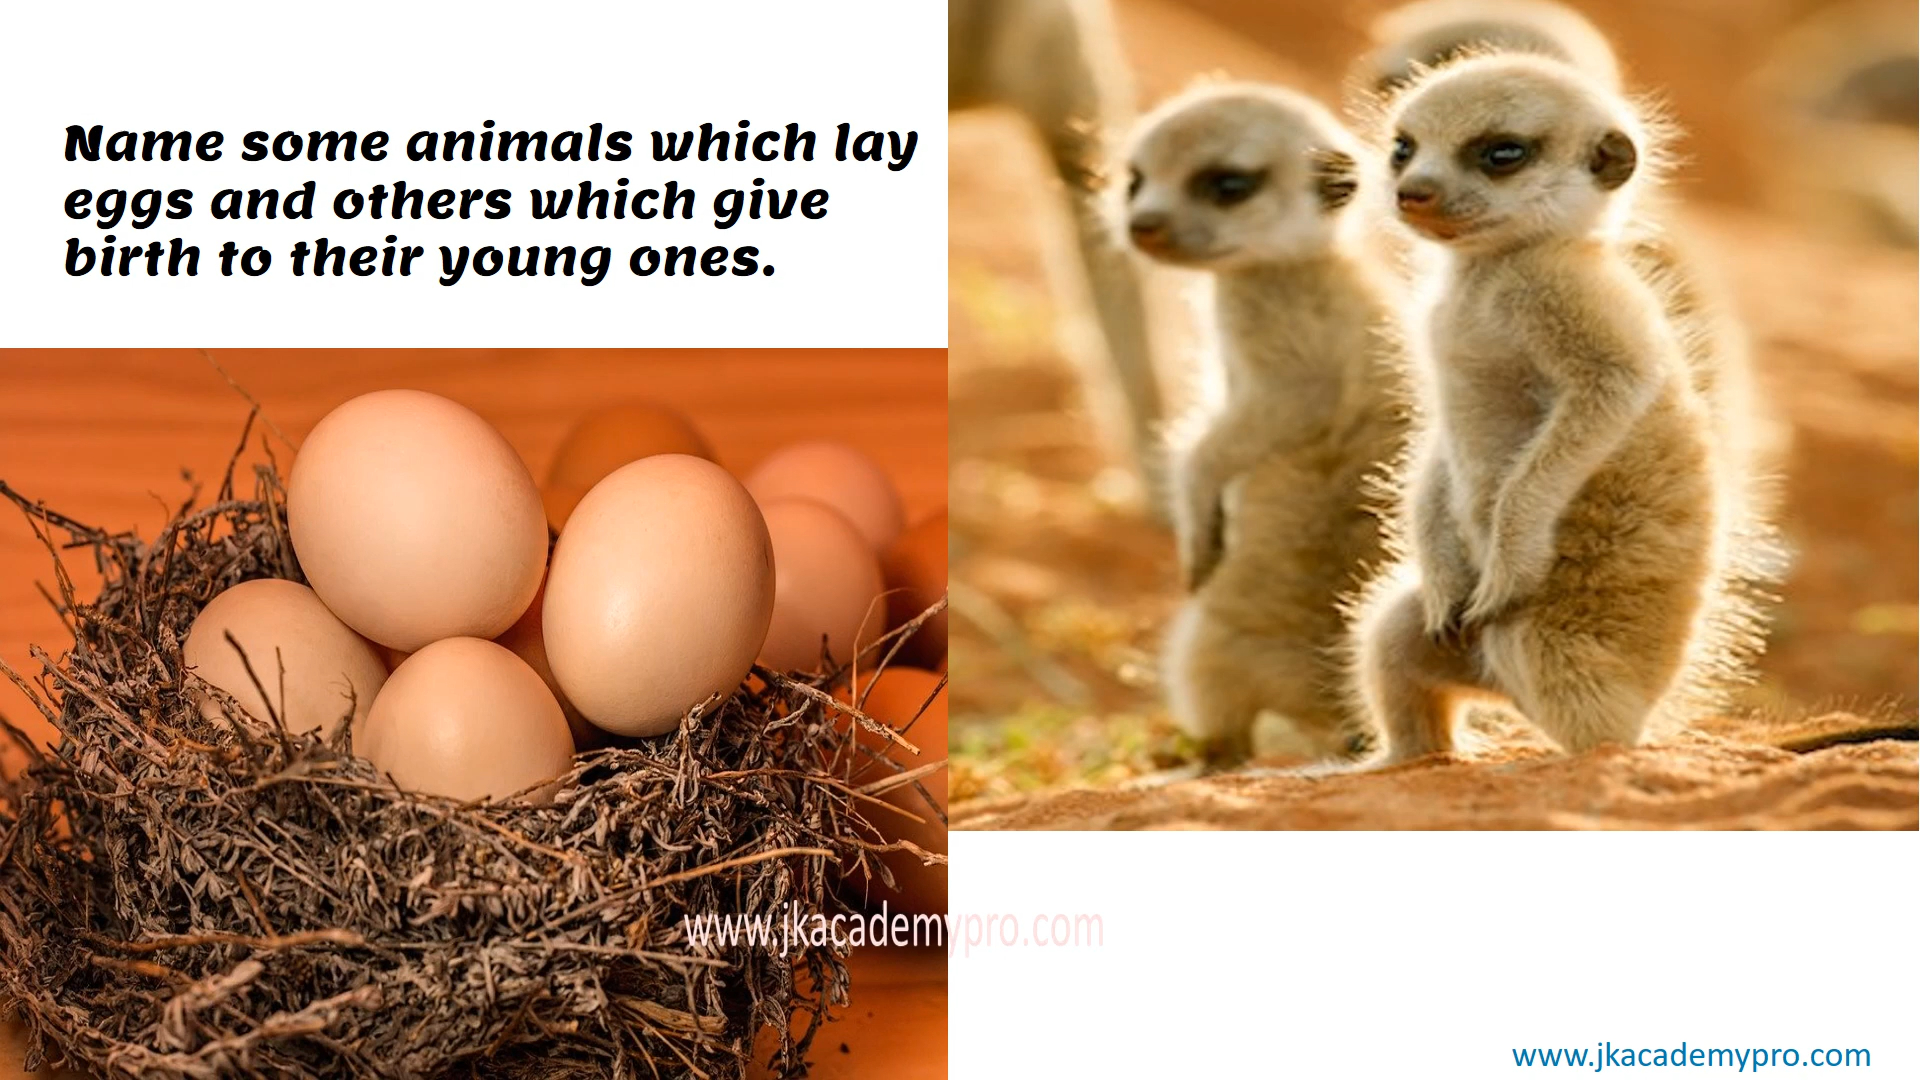 Name some animals which lay
eggs and others which give
birth to their young ones.
www.jkacademypro.com
www.jkacademypro.com